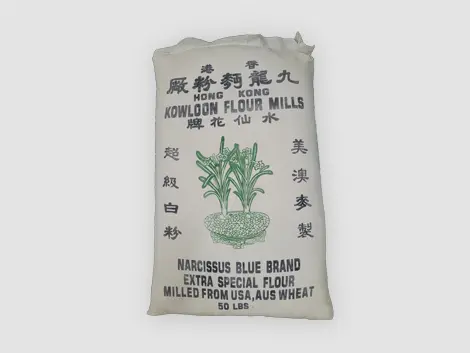 香港
九龍麪粉廠
HONG KONG
KOWLOON FLOUR MILLS
水仙花牌
美澳麥製
超級白粉
NARCISSUS BLUE BRAND
EXTRA SPECIAL FLOUR
MILLED FROM USA, AUS WHEAT
50 LBS